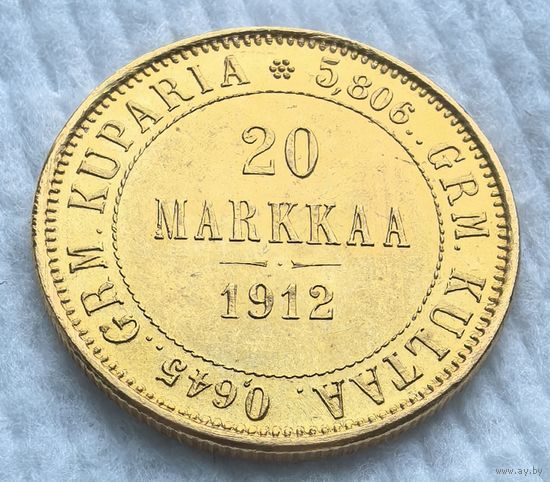 5,806. GRM. KULTAA. 0,645. GRM. KUPARIA
20
MARKKAA
1912
www.ay.by